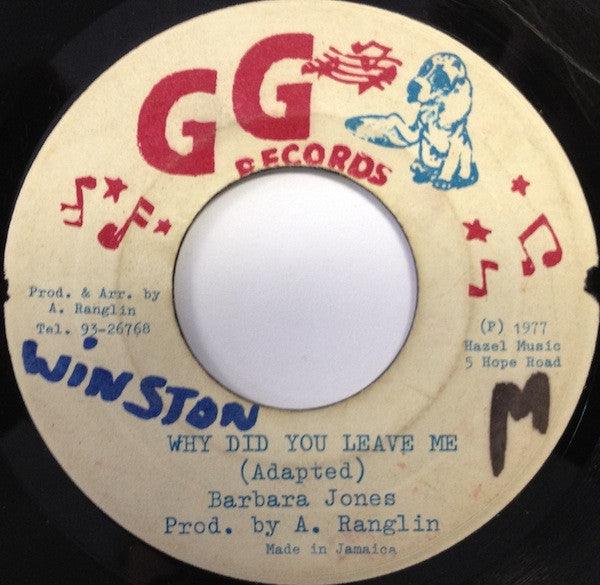 GG
RECORDS
Prod. & Arr. by
A. Ranglin
Tel. 93-26768
(P) 1977
Hazel Music
5 Hope Road
WiNSTON
M
WHY DID YOU LEAVE ME
(Adapted)
Barbara Jones
Prod. by A. Ranglin
Made in Jamaica